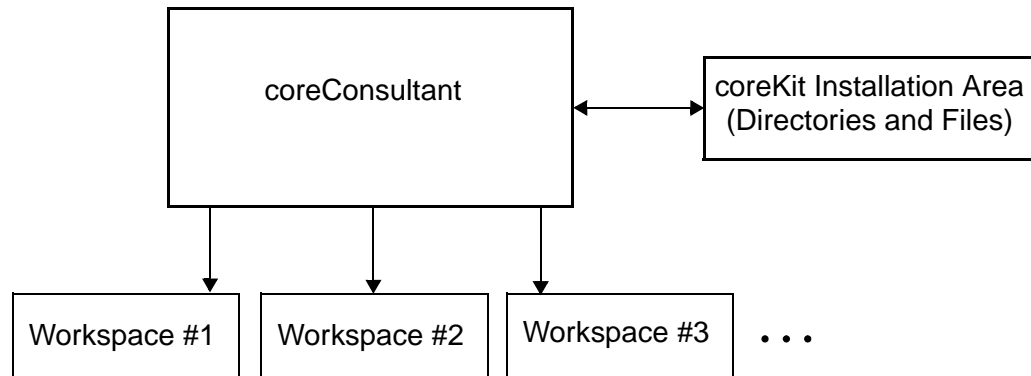 coreConsultant
coreKit Installation Area
(Directories and Files)
Workspace #1
Workspace #2
Workspace #3
. . .